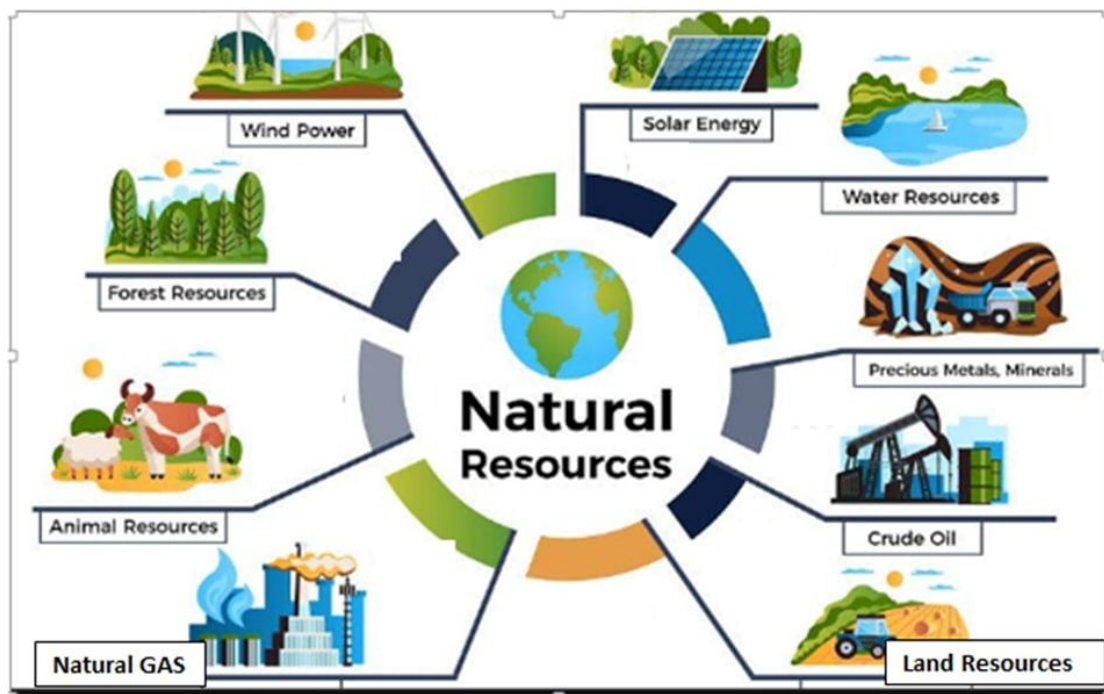 Wind Power
Solar Energy
Water Resources
Forest Resources
Precious Metals, Minerals
Natural
Resources
Animal Resources
Crude Oil
Natural GAS
Land Resources